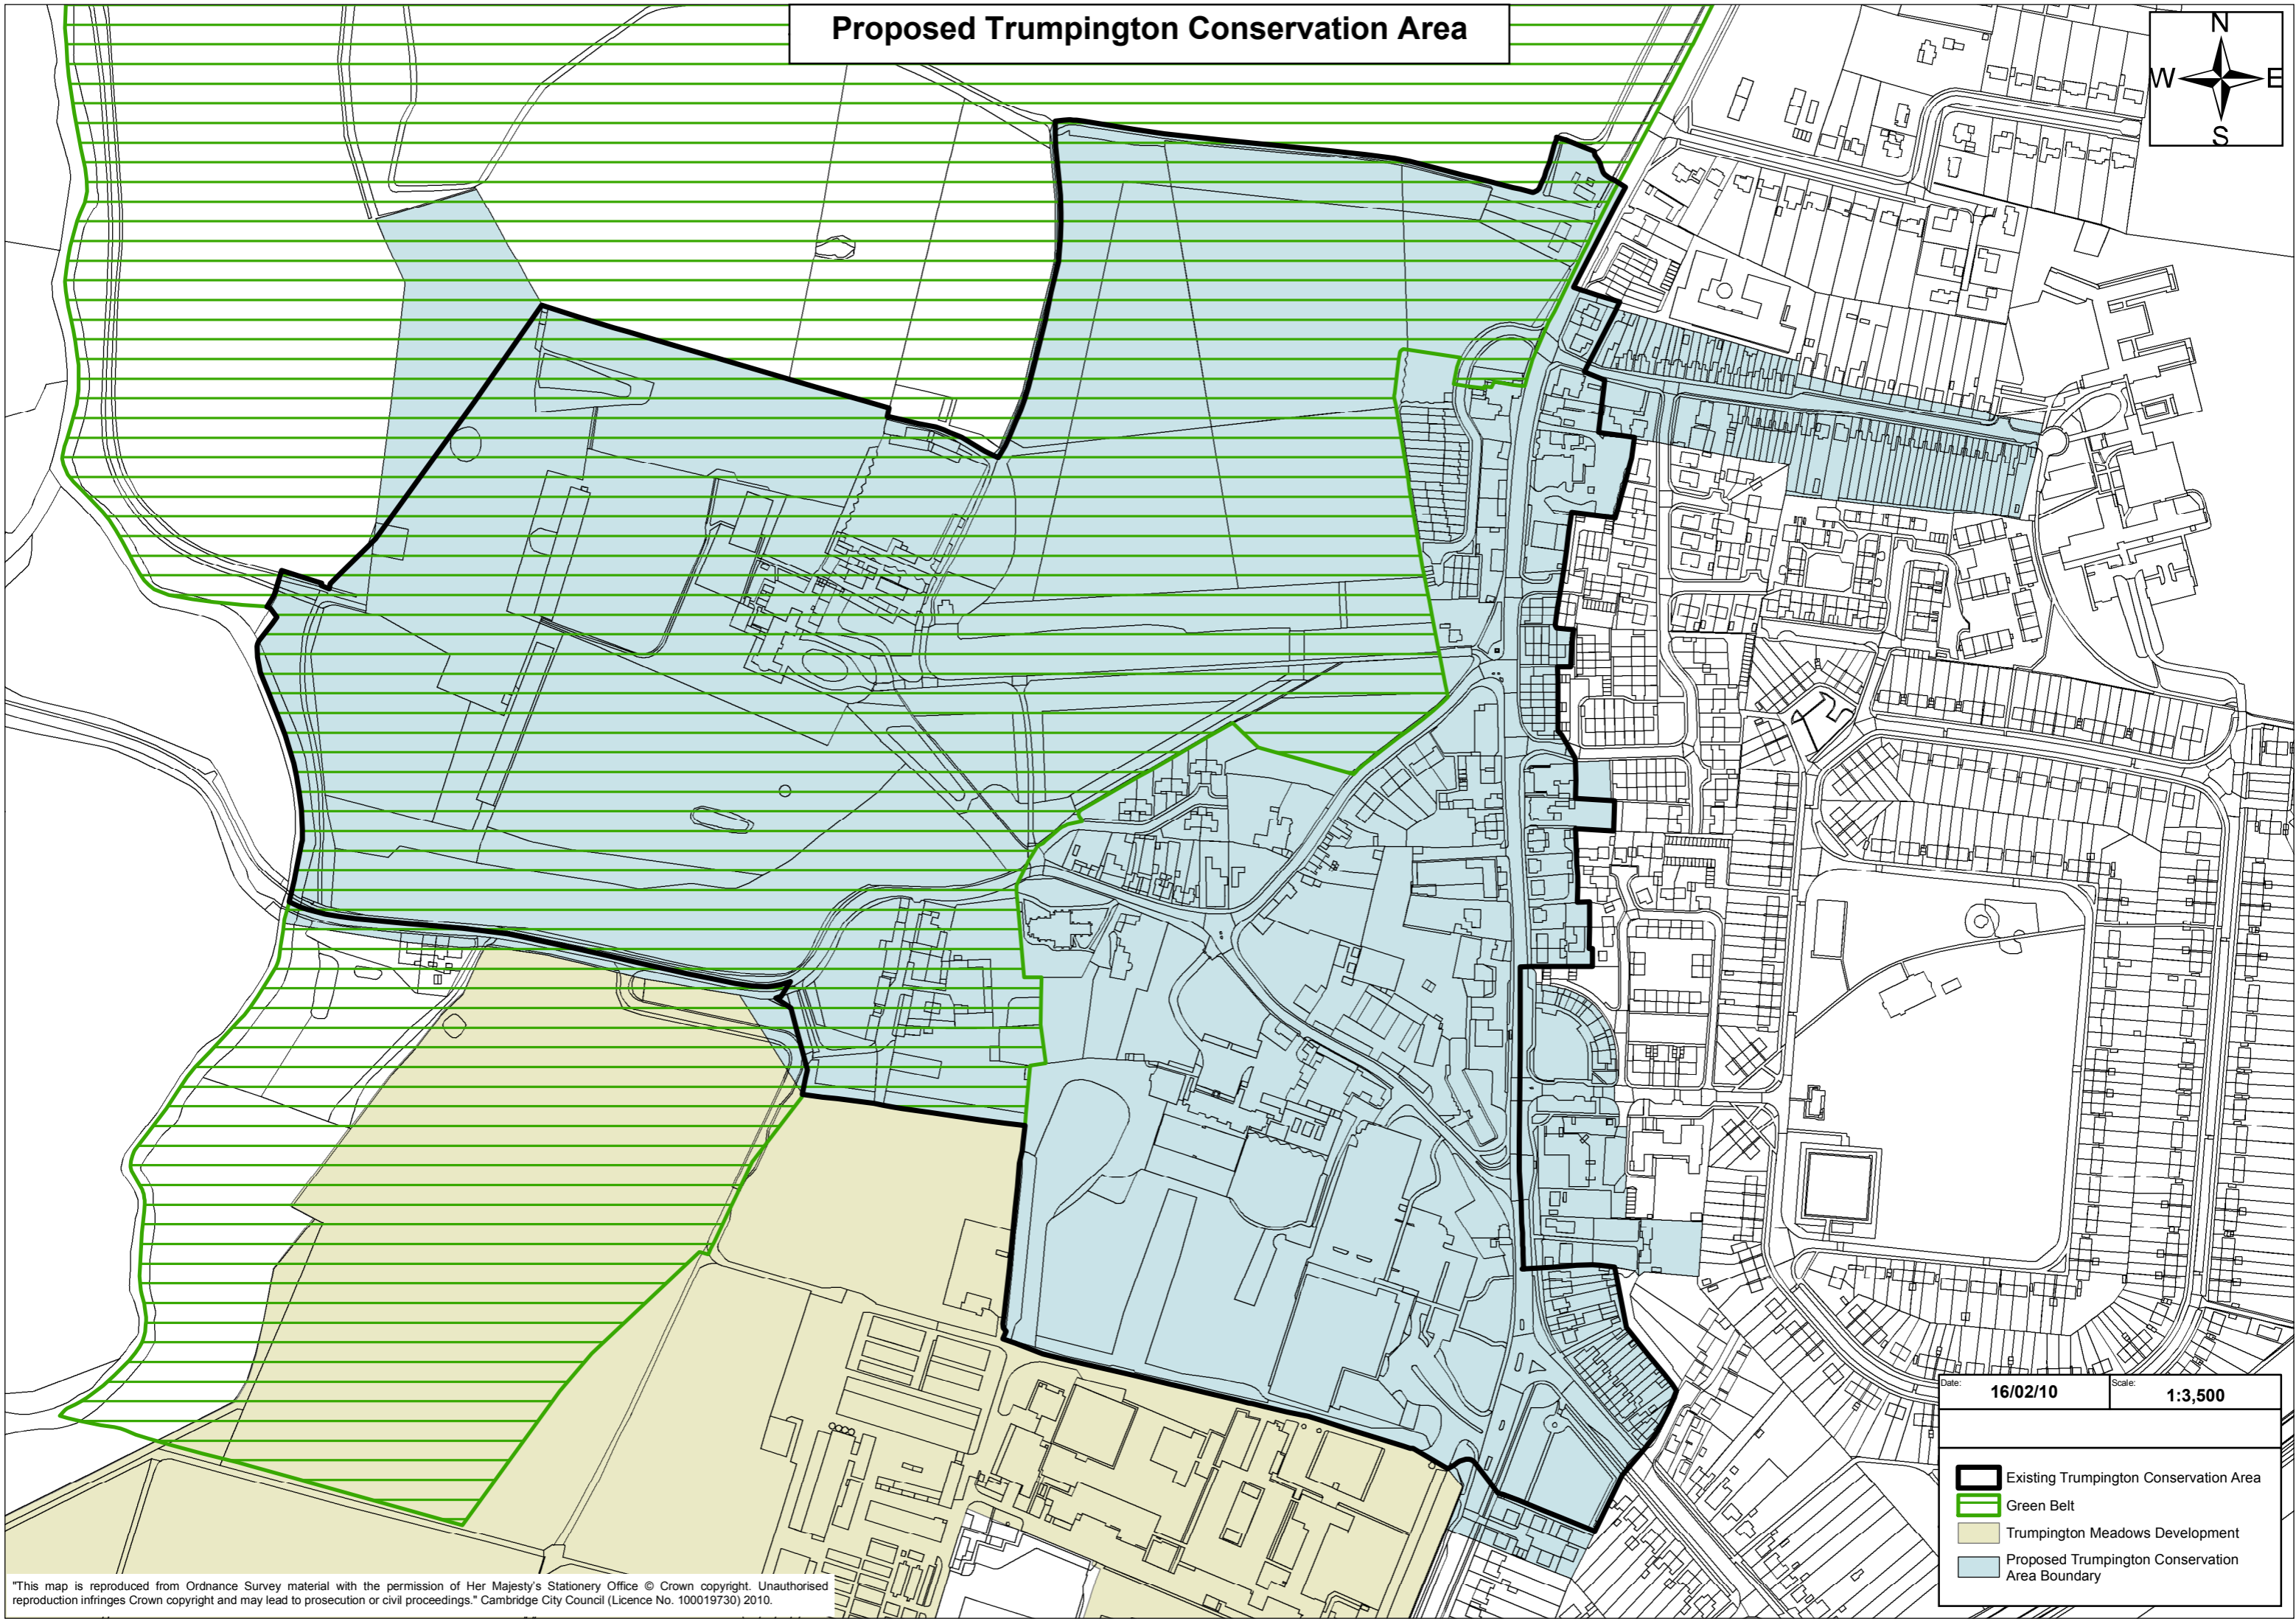 Proposed Trumpington Conservation Area
N
W E
S
Date: 16/02/10 Scale: 1:3,500
Existing Trumpington Conservation Area
Green Belt
Trumpington Meadows Development
Proposed Trumpington Conservation
Area Boundary
"This map is reproduced from Ordnance Survey material with the permission of Her Majesty's Stationery Office © Crown copyright. Unauthorised
reproduction infringes Crown copyright and may lead to prosecution or civil proceedings." Cambridge City Council (Licence No. 100019730) 2010.